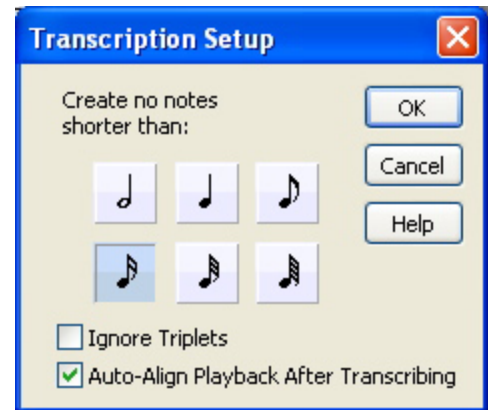 Transcription Setup
Create no notes
shorter than:
OK
Cancel
Help
Ignore Triplets
Auto-Align Playback After Transcribing